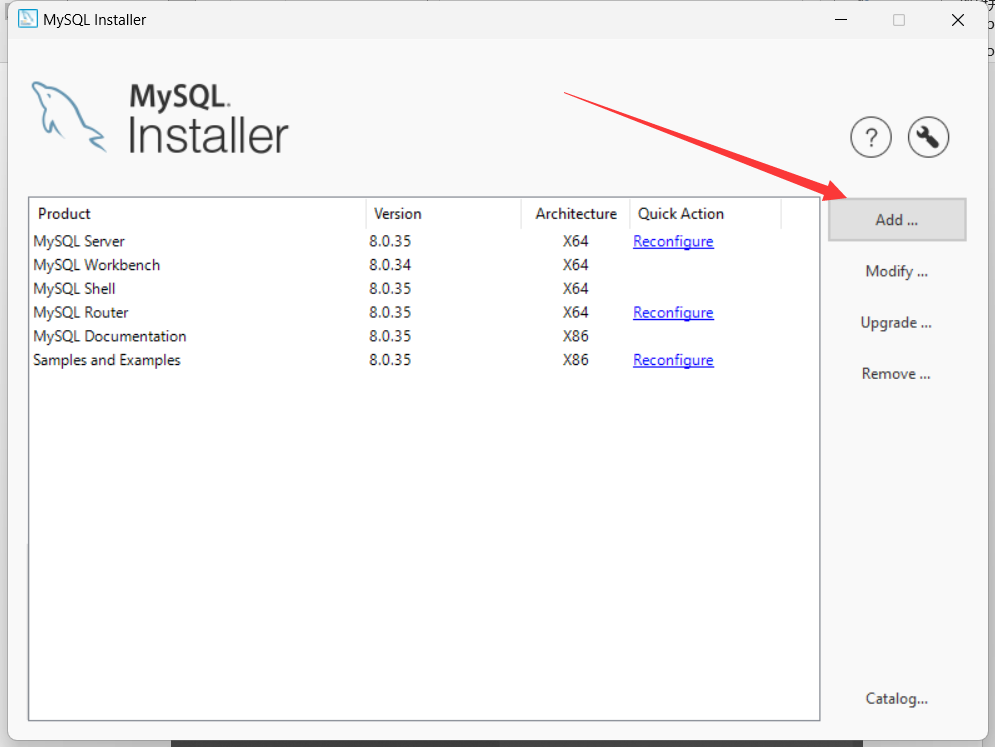 MySQL Installer
MySQL.
Installer
?
Product Version Architecture Quick Action
MySQL Server 8.0.35 X64 Reconfigure
MySQL Workbench 8.0.34 X64
MySQL Shell 8.0.35 X64
MySQL Router 8.0.35 X64 Reconfigure
MySQL Documentation 8.0.35 X86
Samples and Examples 8.0.35 X86 Reconfigure
Add ...
Modify ...
Upgrade ...
Remove ...
Catalog...